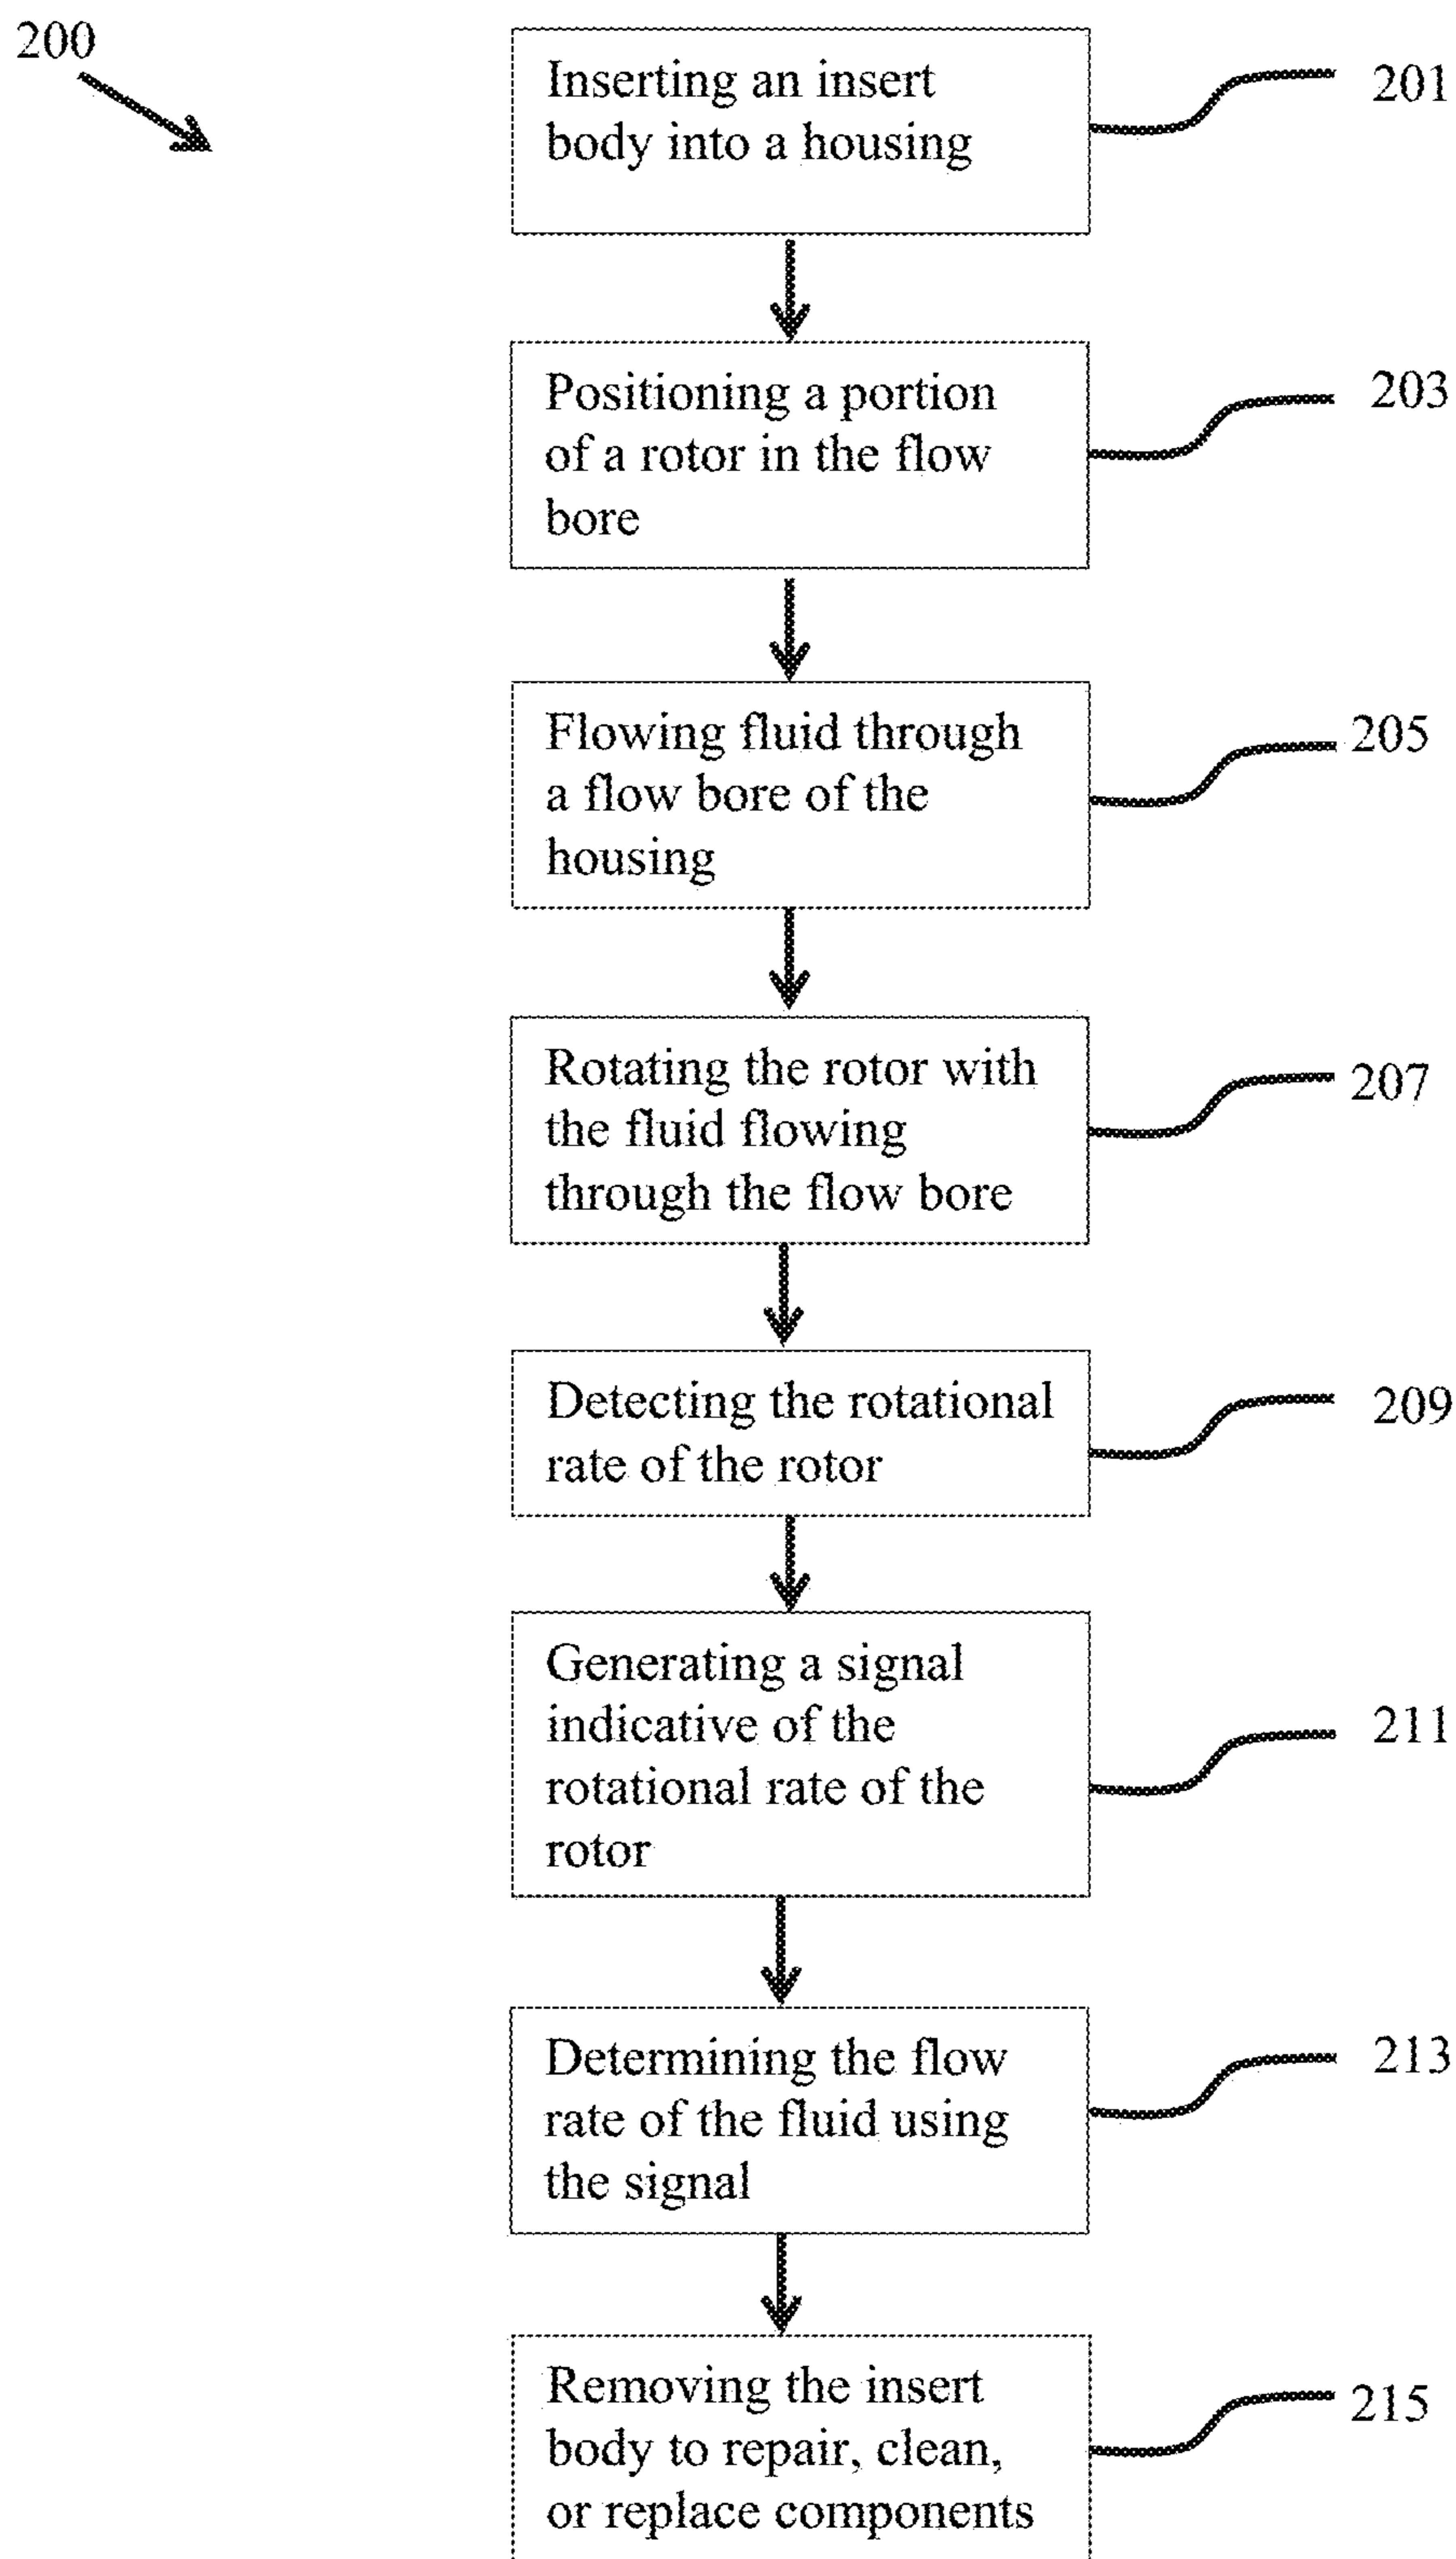 200
Inserting an insert
body into a housing
201
Positioning a portion
of a rotor in the flow
bore
203
Flowing fluid through
a flow bore of the
housing
205
Rotating the rotor with
the fluid flowing
through the flow bore
207
Detecting the rotational
rate of the rotor
209
Generating a signal
indicative of the
rotational rate of the
rotor
211
Determining the flow
rate of the fluid using
the signal
213
Removing the insert
body to repair, clean,
or replace components
215